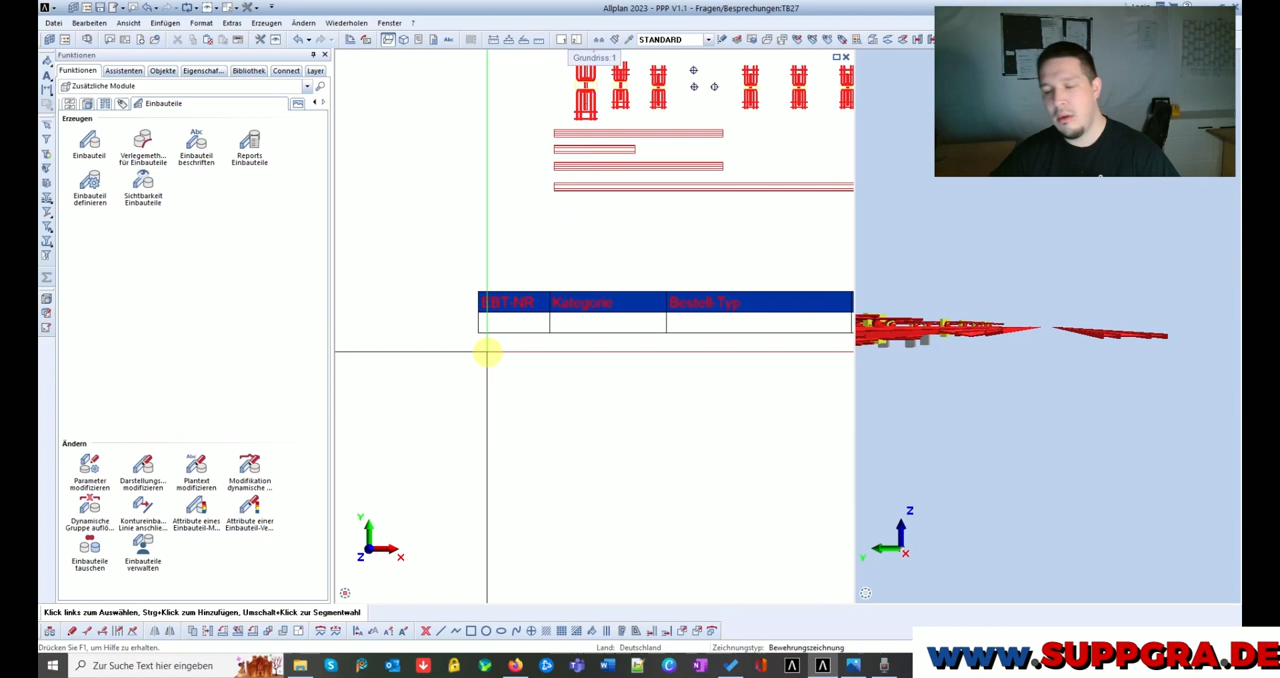 Allplan 2023 - PPP V1.1 - Fragen/Besprechungen:TB27
Datei Bearbeiten Ansicht Einfügen Format Extras Erzeugen Ändern Wiederholen Fenster ?
STANDARD
Funktionen
Grundriss:1
Funktionen Assistenten Objekte Eigenschaf... Bibliothek Connect Layer
Zusätzliche Module
Einbauteile
Erzeugen
Einbauteil
Verlegemeth... für Einbauteile
Einbauteil beschriften
Reports Einbauteile
Einbauteil definieren
Sichtbarkeit Einbauteile
EBT-NR Kategorie Bestell-Typ
Ändern
Parameter modifizieren
Darstellungs... modifizieren
Plantext modifizieren
Modifikation dynamische ...
Dynamische Gruppe auflö...
Kontureinba... Linie anschlie...
Attribute eines Einbauteil-M...
Attribute einer Einbauteil-Ve...
Einbauteile tauschen
Einbauteile verwalten
Y
Z X
Z
Y X
Klick links zum Auswählen, Strg+Klick zum Hinzufügen, Umschalt+Klick zur Segmentwahl
Drücken Sie F1, um Hilfe zu erhalten.
Land: Deutschland
Zeichnungstyp: Bewehrungszeichnung
Zur Suche Text hier eingeben
www.SUPPGRA.DE